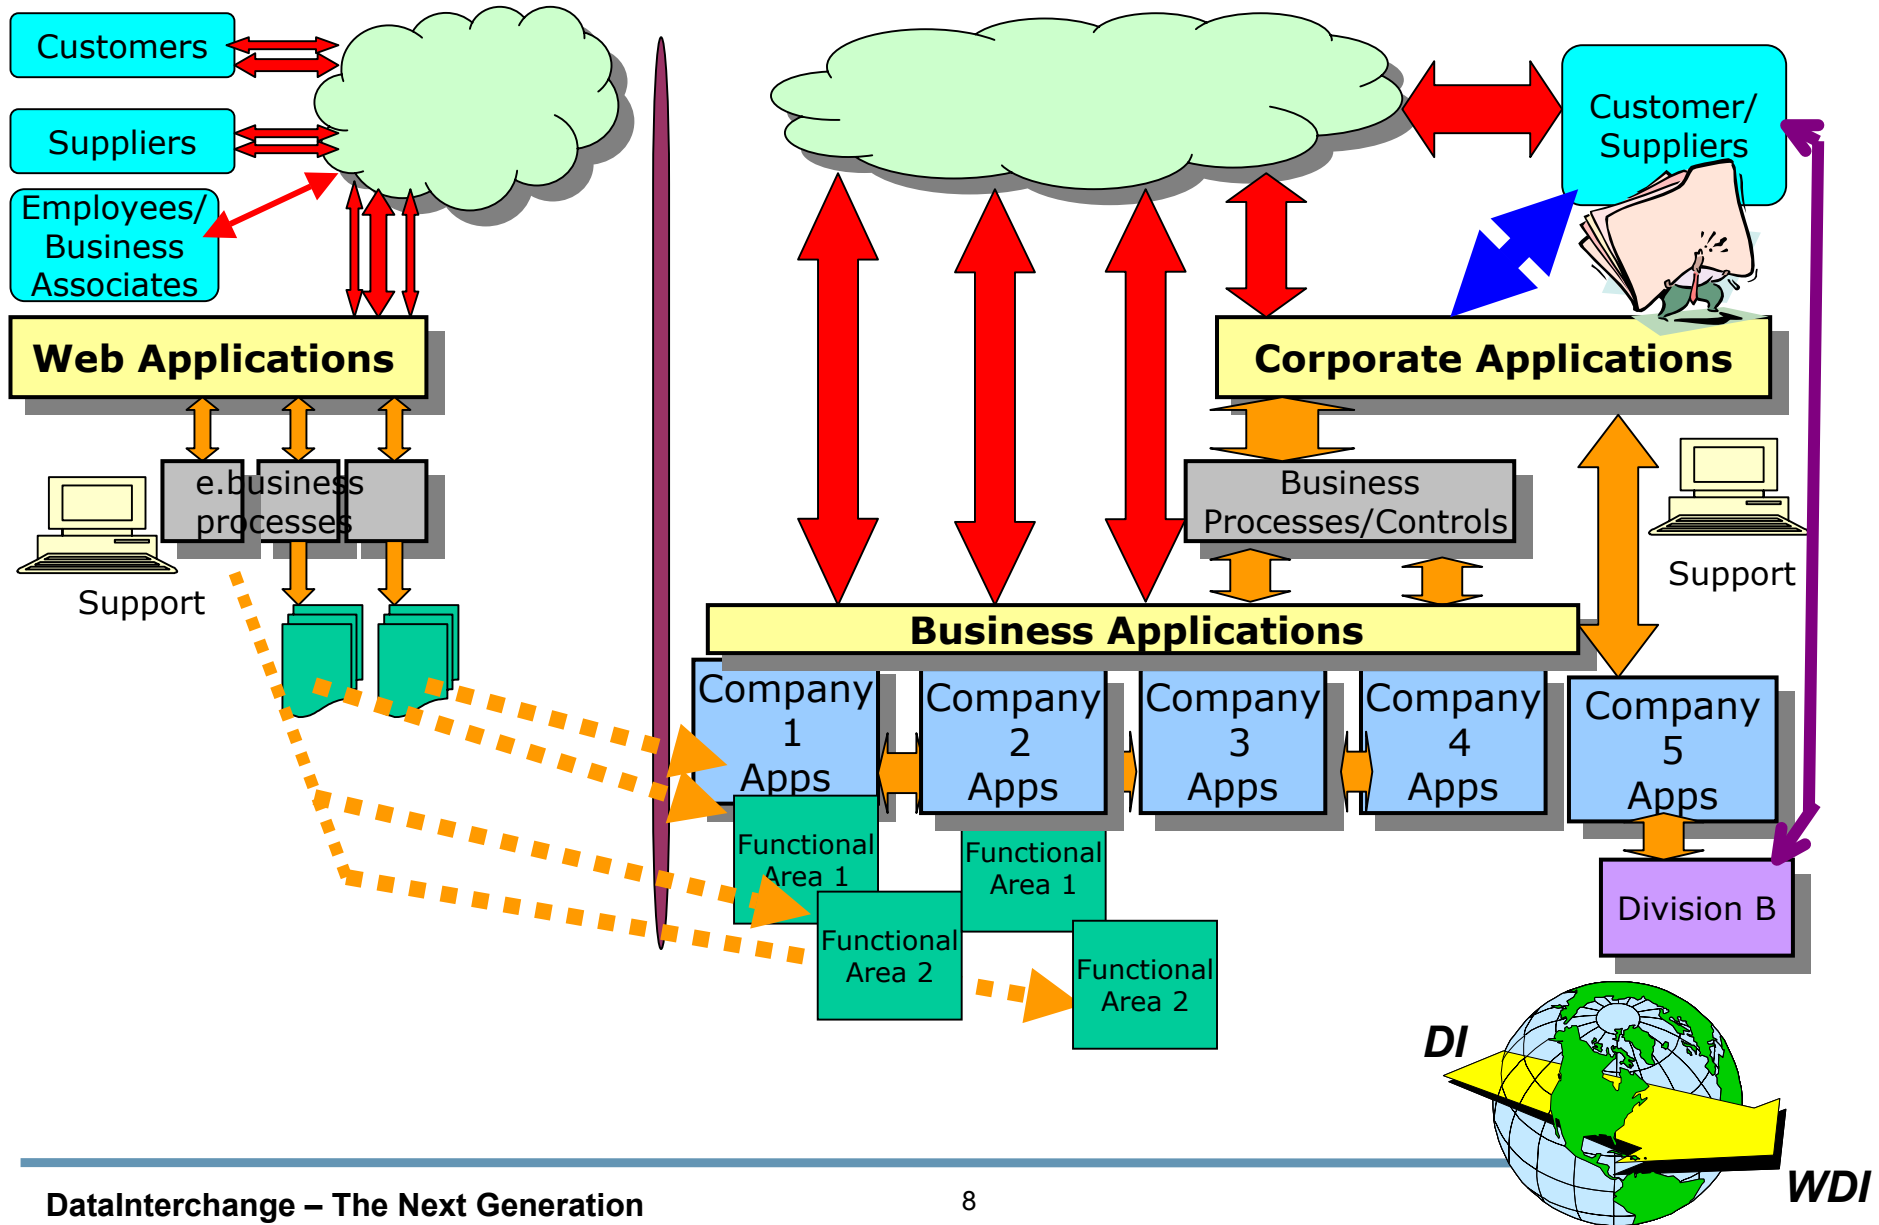 Customers
Suppliers
Employees/
Business
Associates
Web Applications
e.business
processes
Support
Customer/
Suppliers
Corporate Applications
Business
Processes/Controls
Support
Business Applications
Company
1
Apps
Company
2
Apps
Company
3
Apps
Company
4
Apps
Company
5
Apps
Functional
Area 1
Functional
Area 2
Functional
Area 1
Functional
Area 2
Division B
DI
WDI
DataInterchange – The Next Generation
8